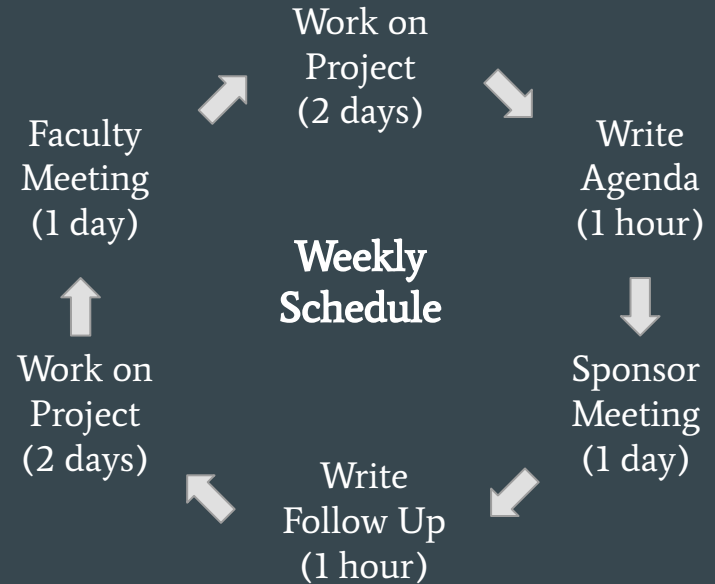 Work on
Project
(2 days)
Write
Agenda
(1 hour)
Sponsor
Meeting
(1 day)
Write
Follow Up
(1 hour)
Work on
Project
(2 days)
Faculty
Meeting
(1 day)
Weekly
Schedule